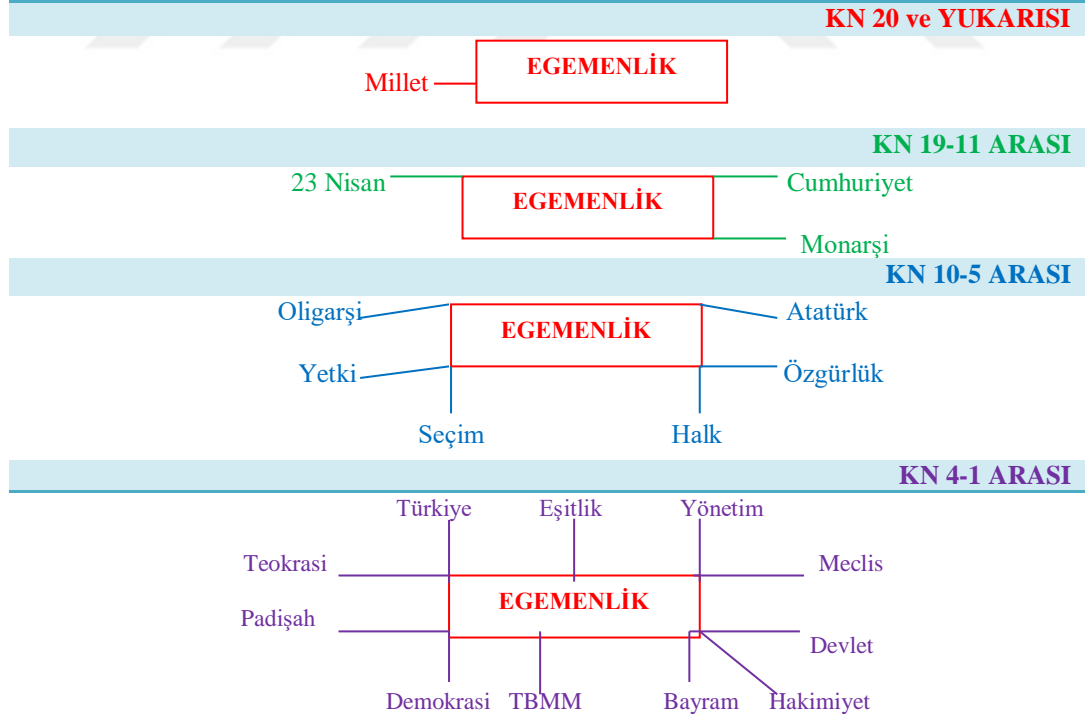 KN 20 ve YUKARISI
EGEMENLİK
Millet
KN 19-11 ARASI
23 Nisan
Cumhuriyet
EGEMENLİK
Monarşi
KN 10-5 ARASI
Oligarşi
Atatürk
EGEMENLİK
Yetki
Özgürlük
Seçim
Halk
KN 4-1 ARASI
Türkiye
Eşitlik
Yönetim
Teokrasi
Meclis
EGEMENLİK
Padişah
Devlet
Demokrasi
TBMM
Bayram
Hakimiyet